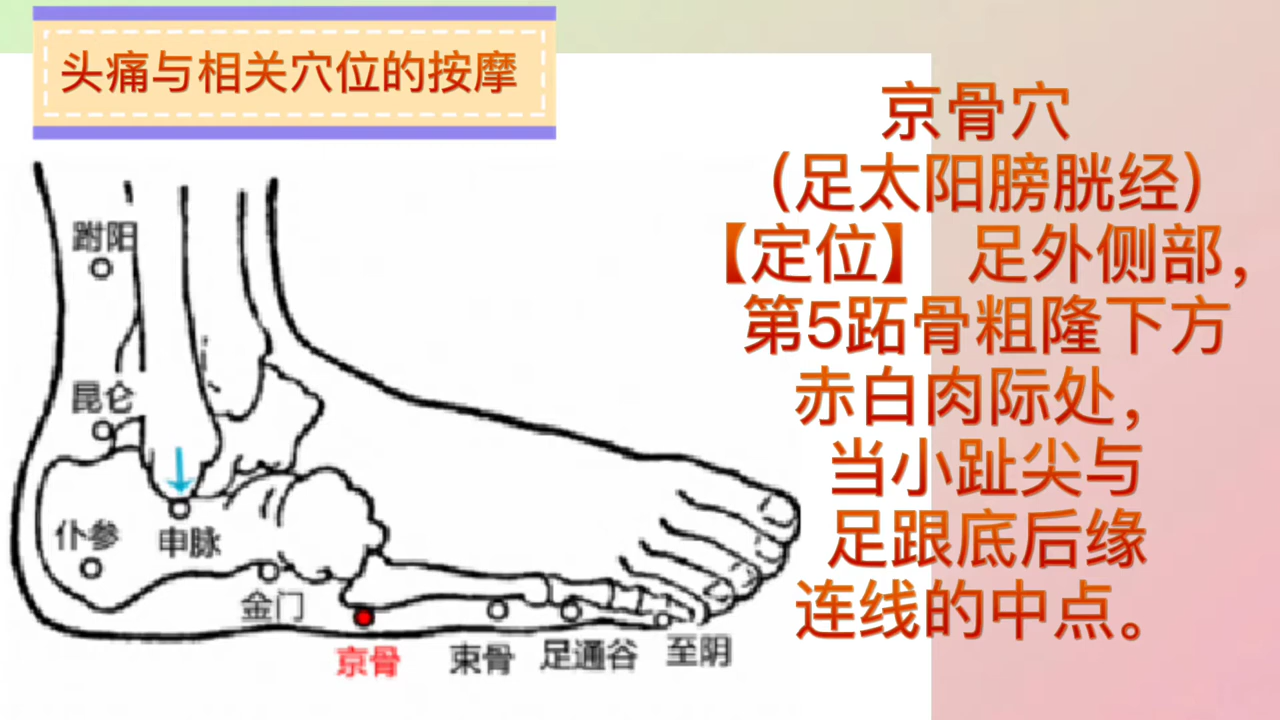 头痛与相关穴位的按摩
京骨穴
（足太阳膀胱经）
【定位】 足外侧部，
第5跖骨粗隆下方
赤白肉际处，
当小趾尖与
足跟底后缘
连线的中点。
跗阳
昆仑
仆参
申脉
金门
京骨
束骨
足通谷
至阴